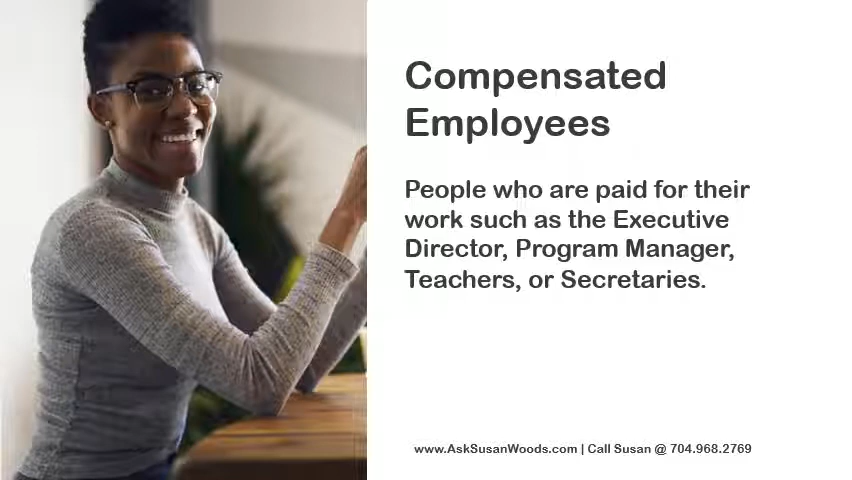 Compensated
Employees
People who are paid for their
work such as the Executive
Director, Program Manager,
Teachers, or Secretaries.
www.AskSusanWoods.com | Call Susan @ 704.968.2769